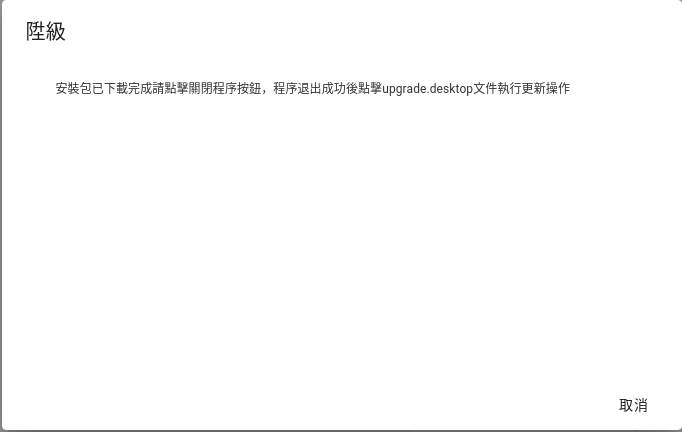 陞級
安裝包已下載完成請點擊關閉程序按鈕，程序退出成功後點擊upgrade.desktop文件執行更新操作
取消